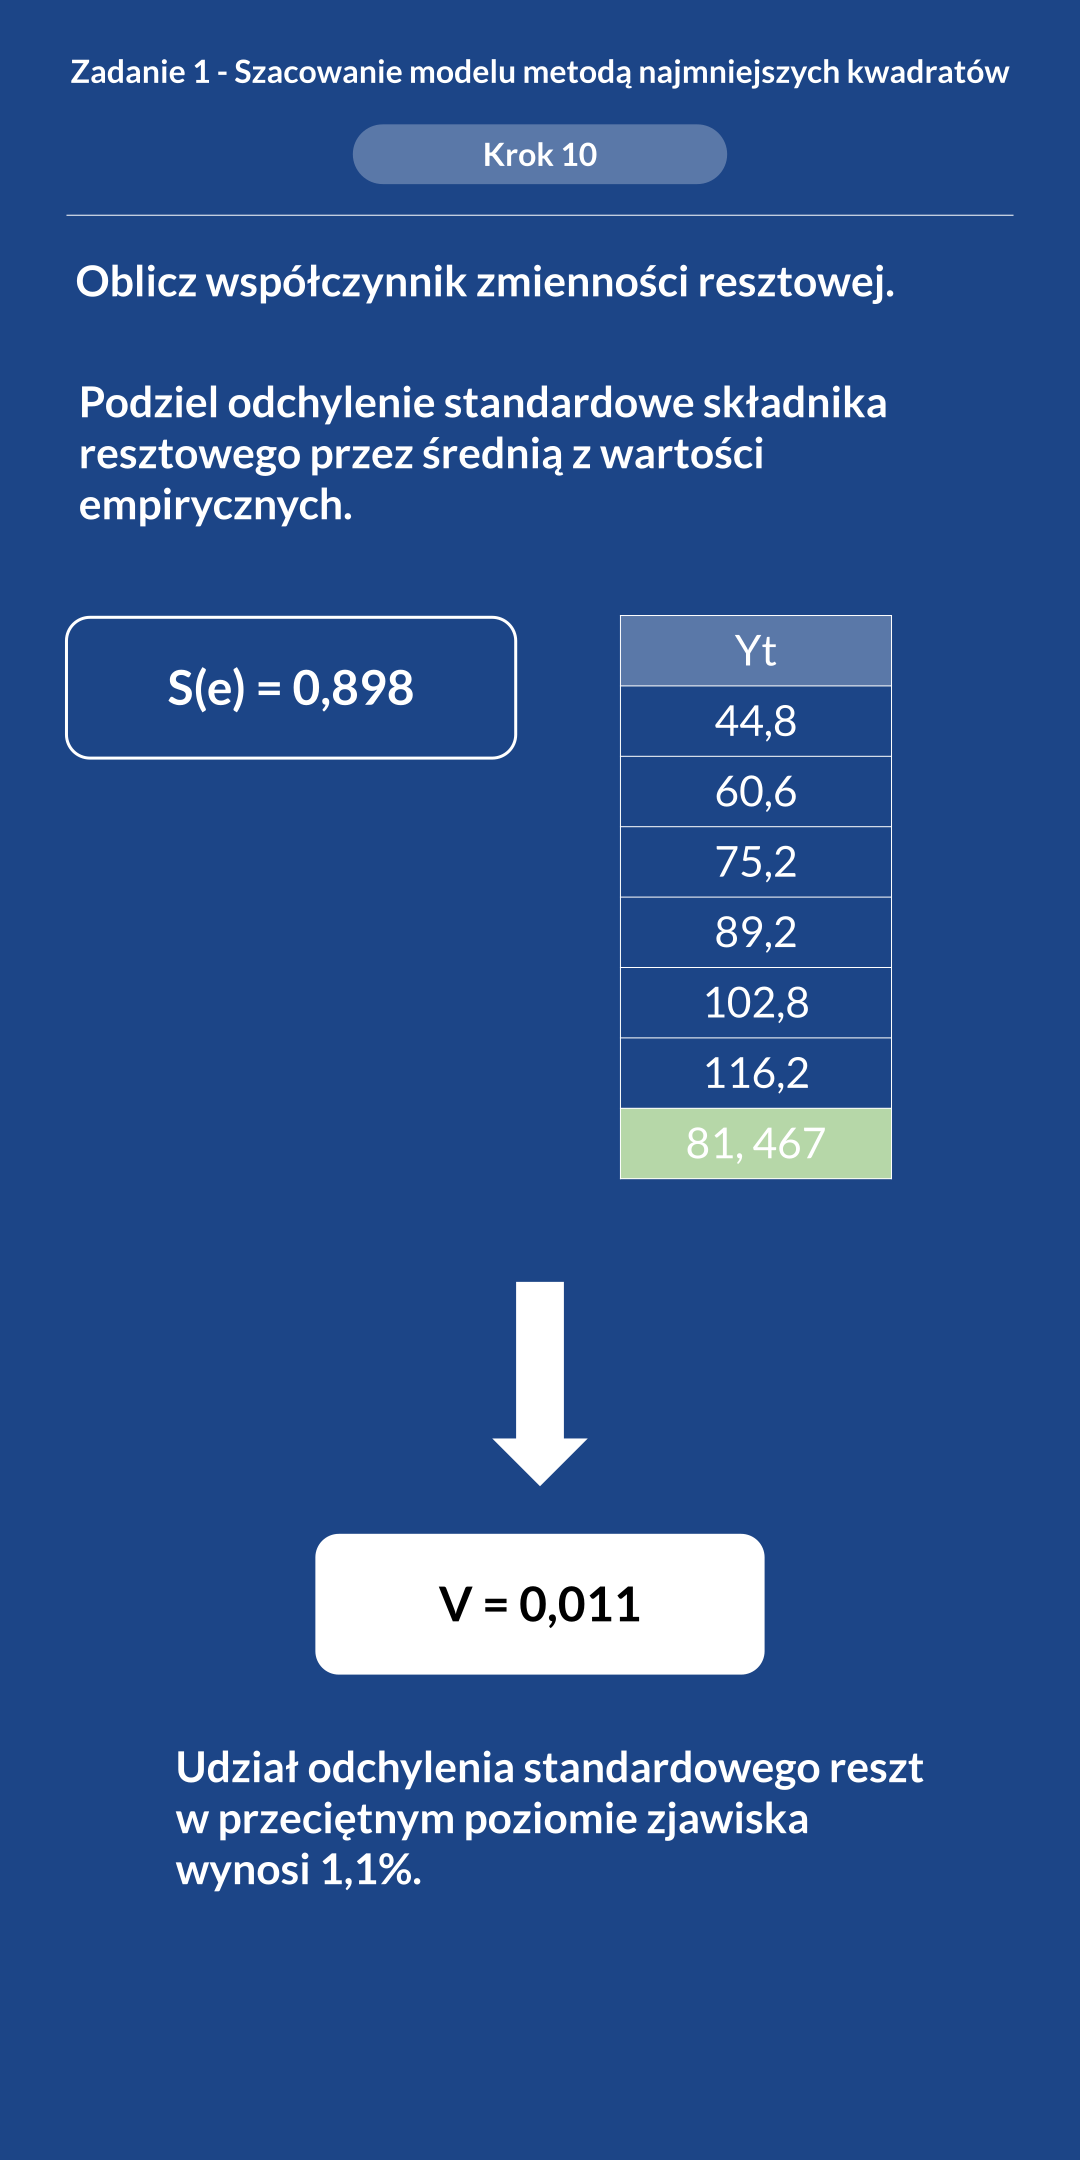 Zadanie 1 - Szacowanie modelu metodą najmniejszych kwadratów
Krok 10
Oblicz współczynnik zmienności resztowej.
Podziel odchylenie standardowe składnika
resztowego przez średnią z wartości
empirycznych.
S(e) = 0,898
Yt
44,8
60,6
75,2
89,2
102,8
116,2
81, 467
V = 0,011
Udział odchylenia standardowego reszt
w przeciętnym poziomie zjawiska
wynosi 1,1%.